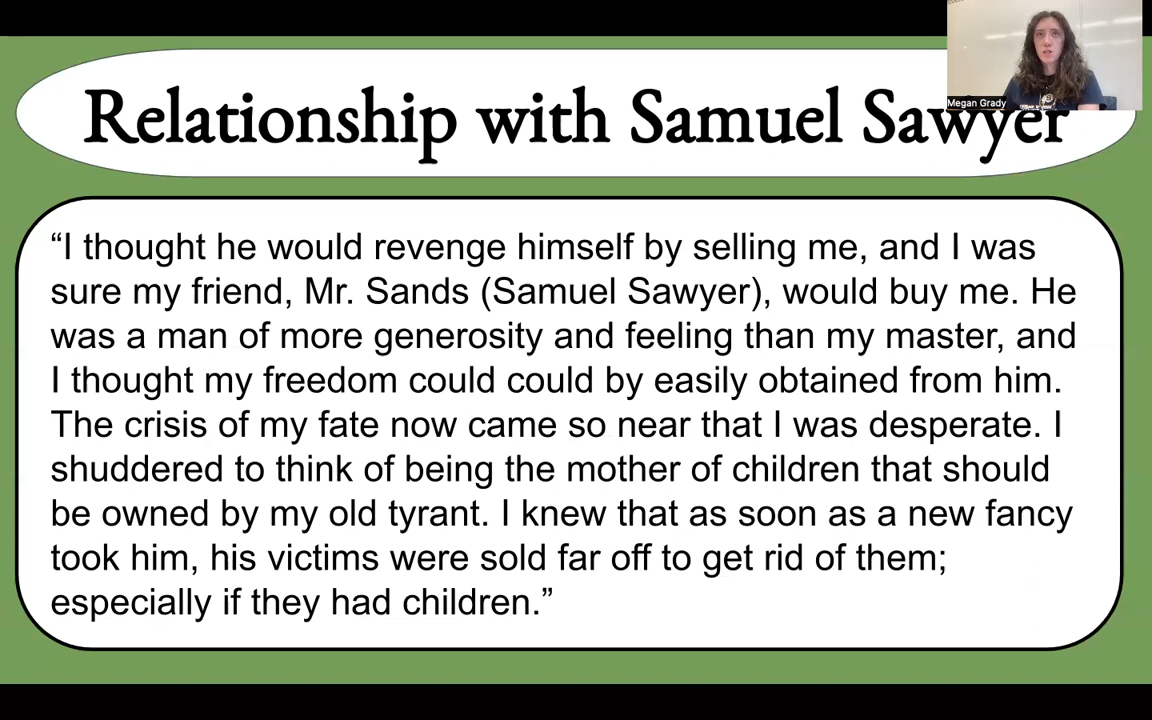 Megan Grady
Relationship with Samuel Sawyer
“I thought he would revenge himself by selling me, and I was
sure my friend, Mr. Sands (Samuel Sawyer), would buy me. He
was a man of more generosity and feeling than my master, and
I thought my freedom could could by easily obtained from him.
The crisis of my fate now came so near that I was desperate. I
shuddered to think of being the mother of children that should
be owned by my old tyrant. I knew that as soon as a new fancy
took him, his victims were sold far off to get rid of them;
especially if they had children.”